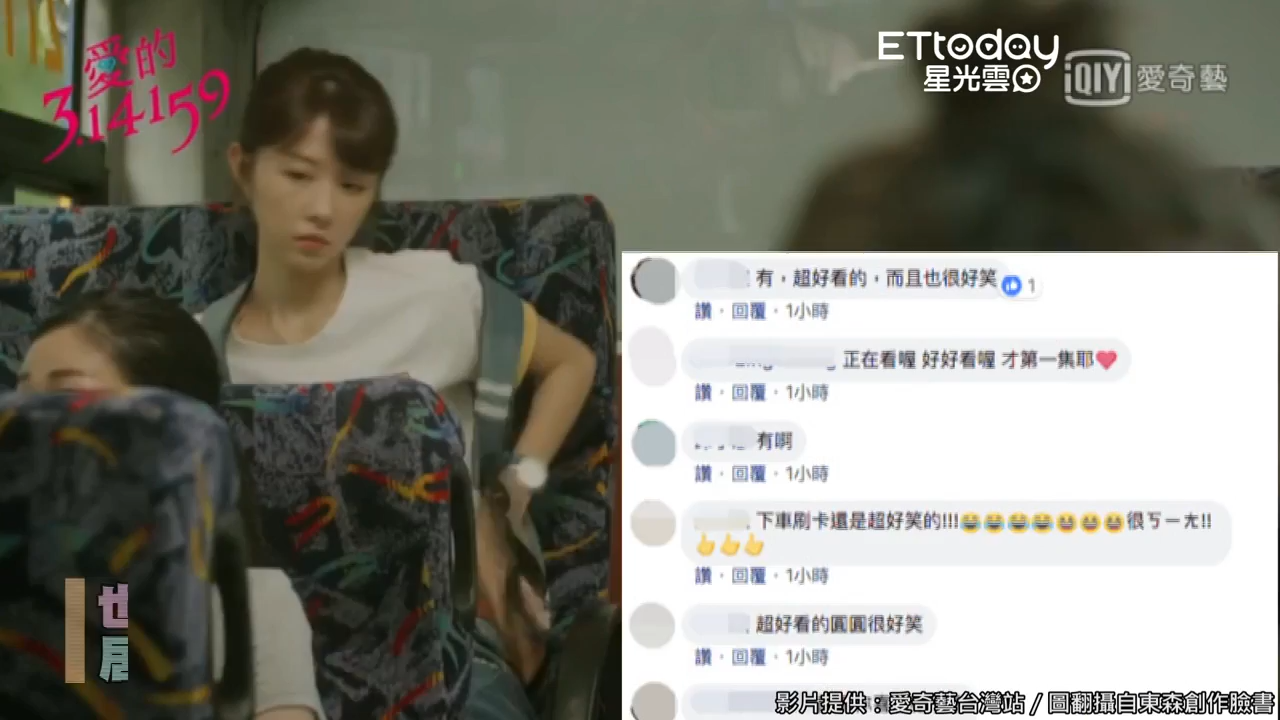 愛的
3.14159
ETtoday
星光雲
iQIY 愛奇藝
有，超好看的，而且也很好笑 1
讚・回覆・1小時
正在看喔 好好看喔 才第一集耶❤
讚・回覆・1小時
有啊
讚・回覆・1小時
下車刷卡還是超好笑的!!!😂😂😂😂😆😆😆很ㄎㄧㄤ!!
👍👍👍
讚・回覆・1小時
超好看的圓圓很好笑
讚・回覆・1小時
影片提供：愛奇藝台灣站 / 圖翻攝自東森創作臉書